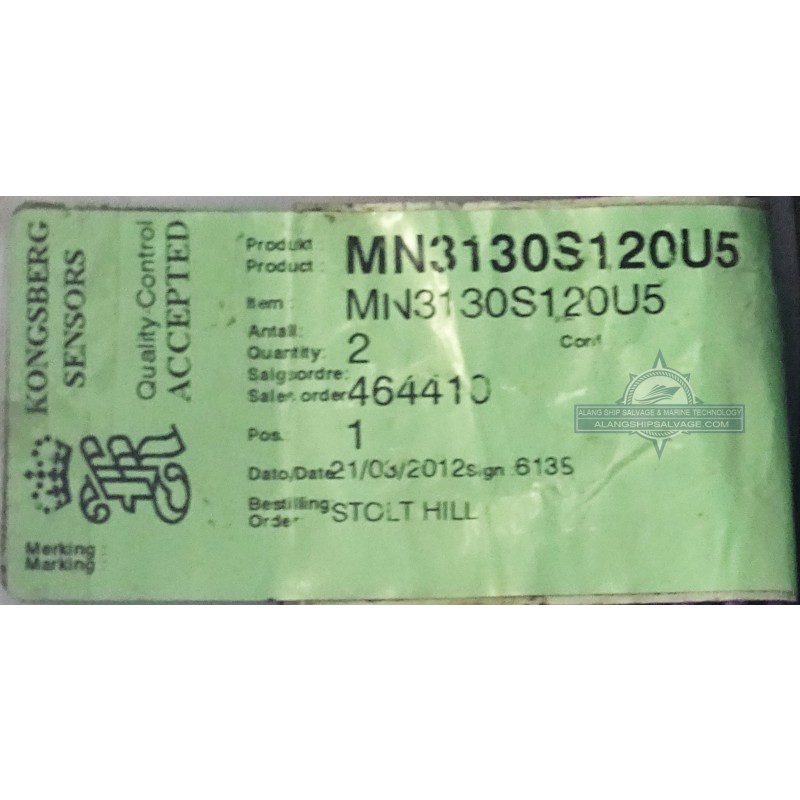 KONGSBERG
SENSORS
Quality Control
ACCEPTED
Produkt
Product : MN3130S120U5
Item : MN3130S120U5
Antall:
Quantity: 2 Conf
Salgsordre:
Sales order 464410
Pos. 1
Dato/Date 21/03/2012 Sign. 6135
Bestilling
Order STOLT HILL
Merking :
Marking :
ALANG SHIP SALVAGE & MARINE TECHNOLOGY
ALANGSHIPSALVAGE.COM